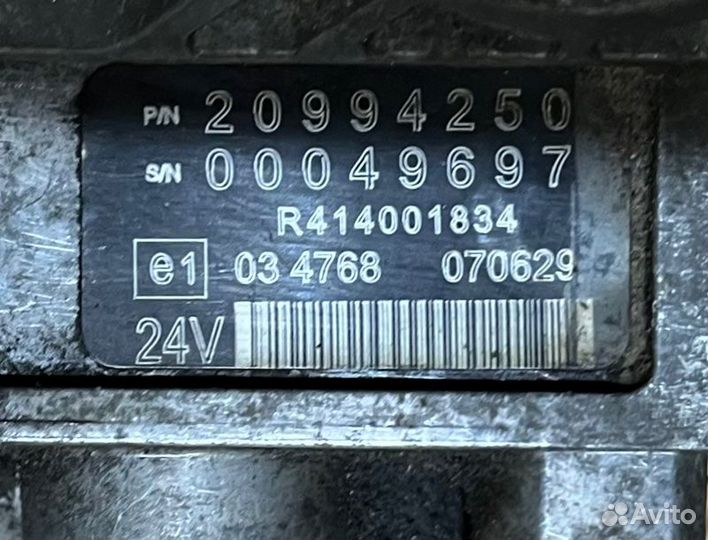 P/N 20994250
S/N 00049697
R414001834
e1 03 4768 070629
24V
Avito